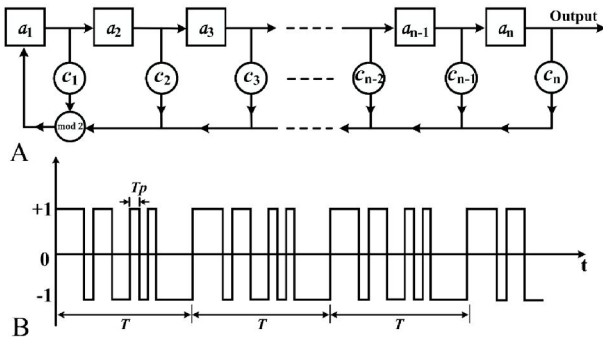 Output
a₁ a₂ a₃ aₙ₋₁ aₙ
c₁ c₂ c₃ cₙ₋₂ cₙ₋₁ cₙ
mod 2
A
Tp
+1
0
t
-1
B
T T T